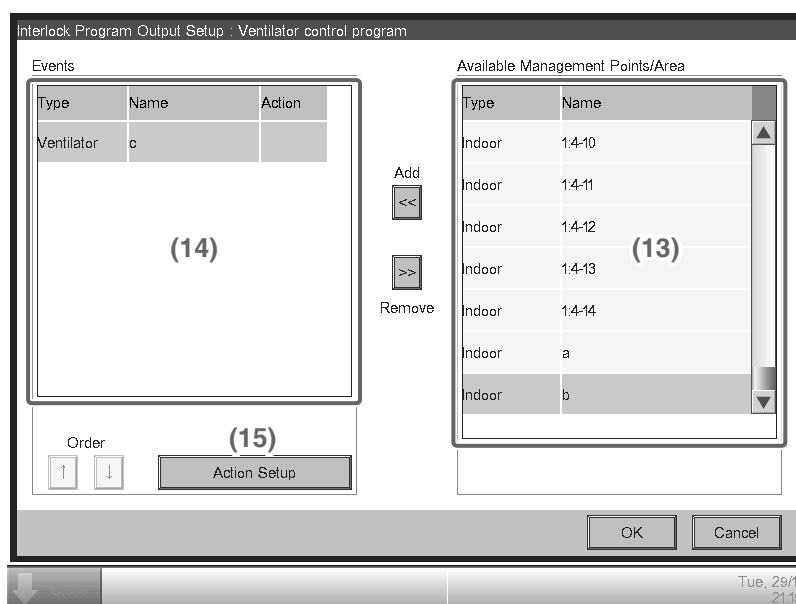 Interlock Program Output Setup : Ventilator control program
Events
Type Name Action
Ventilator c
(14)
Order
↑ ↓
(15)
Action Setup
Add
<<
>>
Remove
Available Management Points/Area
Type Name
Indoor 1:4-10
Indoor 1:4-11
Indoor 1:4-12
(13)
Indoor 1:4-13
Indoor 1:4-14
Indoor a
Indoor b
OK Cancel
Close
Tue, 29/1